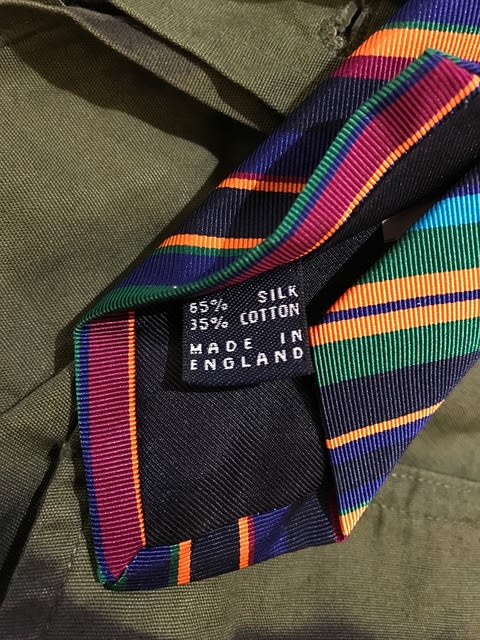 65% SILK
35% COTTON
MADE IN
ENGLAND